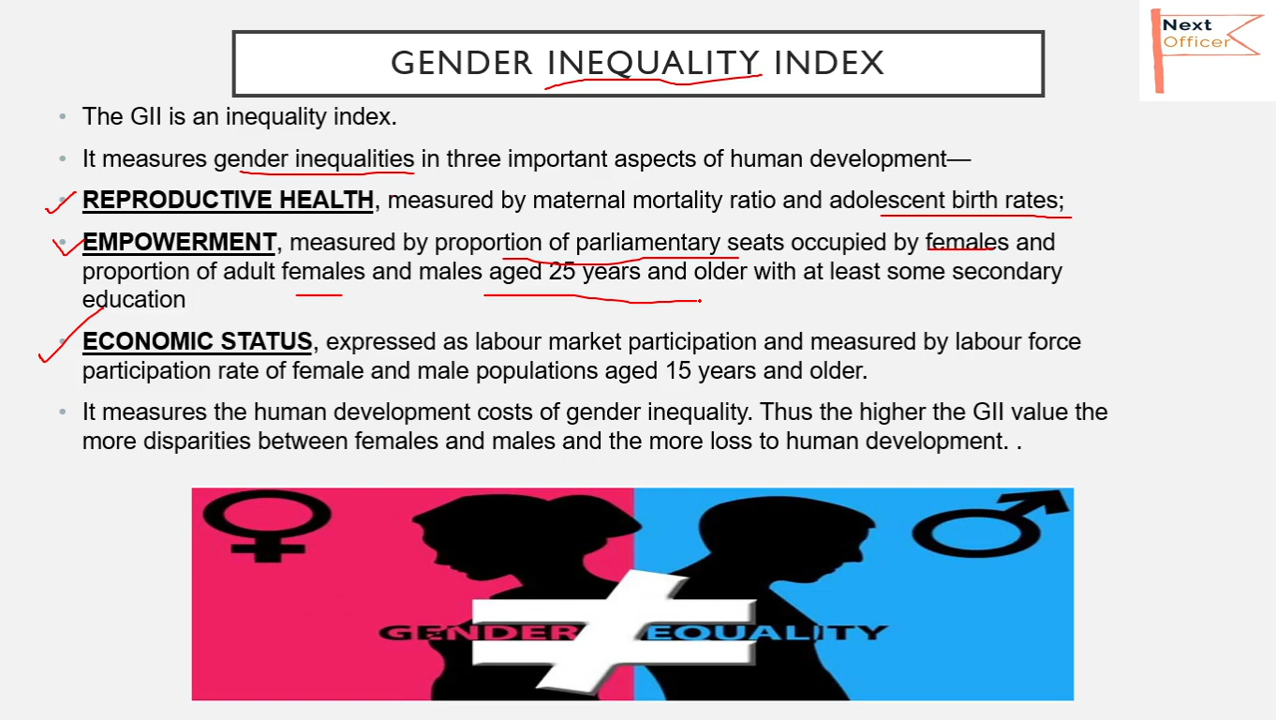 Next
Officer
GENDER INEQUALITY INDEX
• The GII is an inequality index.
• It measures gender inequalities in three important aspects of human development—
• REPRODUCTIVE HEALTH, measured by maternal mortality ratio and adolescent birth rates;
• EMPOWERMENT, measured by proportion of parliamentary seats occupied by females and
proportion of adult females and males aged 25 years and older with at least some secondary
education
• ECONOMIC STATUS, expressed as labour market participation and measured by labour force
participation rate of female and male populations aged 15 years and older.
• It measures the human development costs of gender inequality. Thus the higher the GII value the
more disparities between females and males and the more loss to human development. .
GENDER EQUALITY